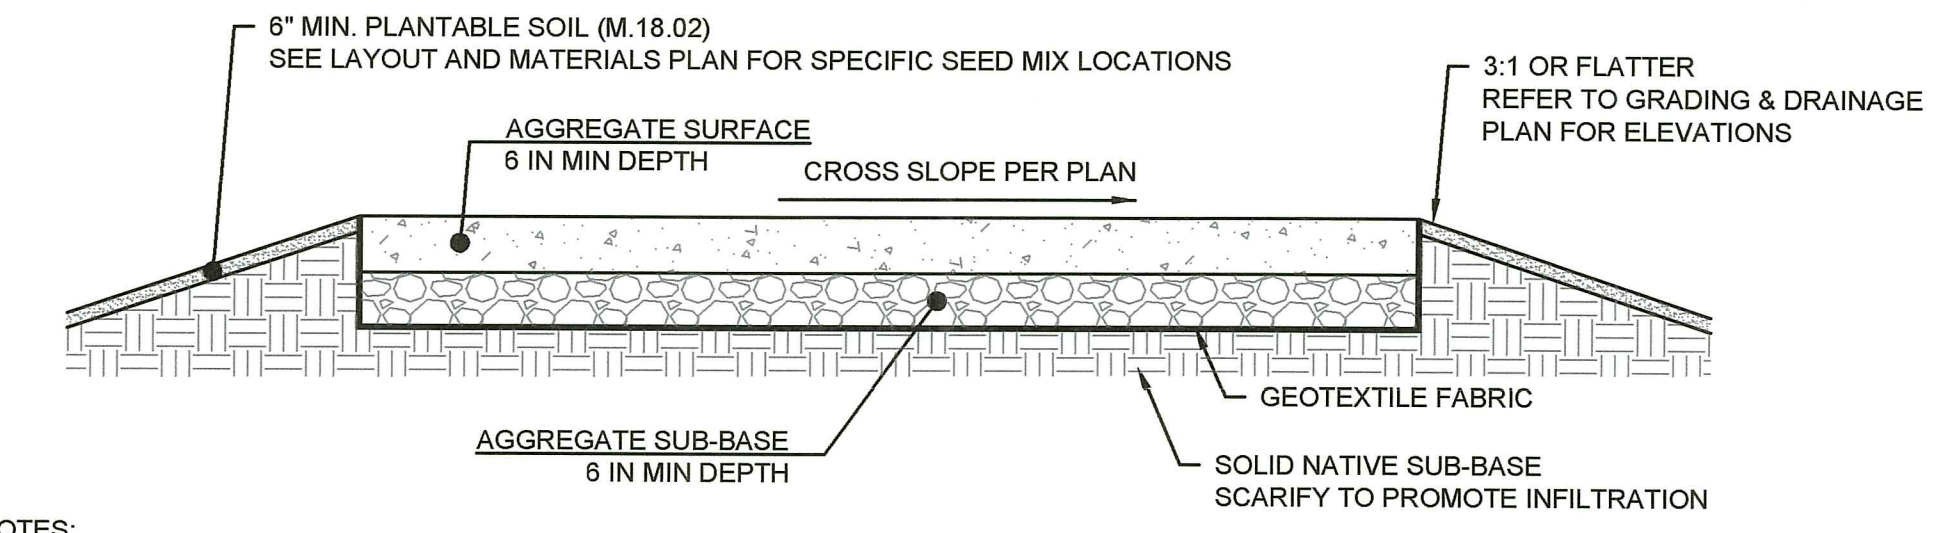 6" MIN. PLANTABLE SOIL (M.18.02)
SEE LAYOUT AND MATERIALS PLAN FOR SPECIFIC SEED MIX LOCATIONS
3:1 OR FLATTER
REFER TO GRADING & DRAINAGE
PLAN FOR ELEVATIONS
AGGREGATE SURFACE
6 IN MIN DEPTH
CROSS SLOPE PER PLAN
GEOTEXTILE FABRIC
AGGREGATE SUB-BASE
6 IN MIN DEPTH
SOLID NATIVE SUB-BASE
SCARIFY TO PROMOTE INFILTRATION
OTES: